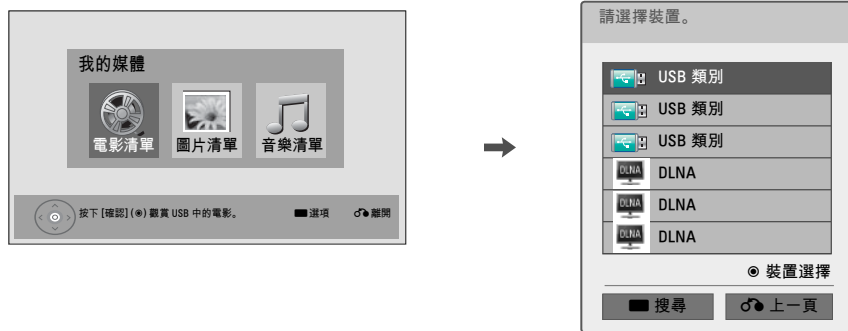 我的媒體
電影清單 圖片清單 音樂清單
按下 [確認] (◉) 觀賞 USB 中的電影。 選項 離開
請選擇裝置。
USB 類別
USB 類別
USB 類別
DLNA DLNA
DLNA DLNA
DLNA DLNA
◉ 裝置選擇
搜尋 上一頁